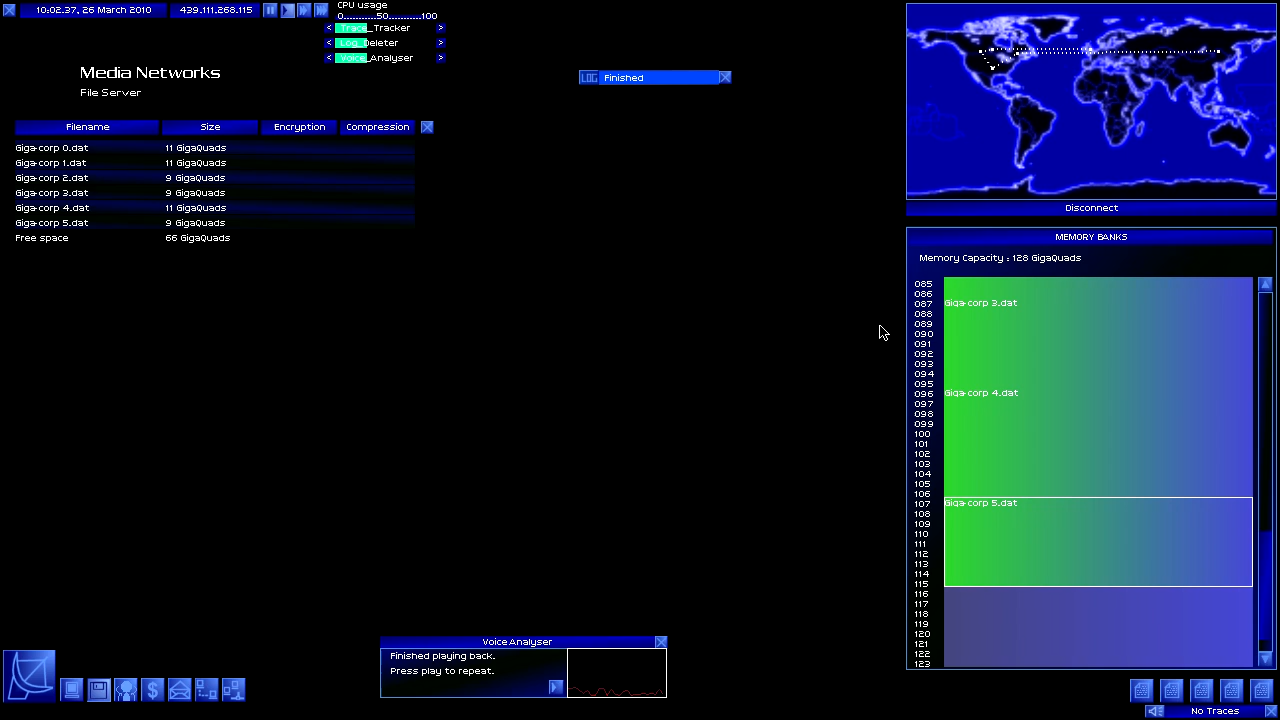 10:02.37, 26 March 2010
439.111.268.115
CPU usage
0............50............100
< Trace_Tracker >
< Log_Deleter >
< Voice_Analyser >
LOG Finished
Media Networks
File Server
Filename Size Encryption Compression
Giga-corp 0.dat 11 GigaQuads
Giga-corp 1.dat 11 GigaQuads
Giga-corp 2.dat 9 GigaQuads
Giga-corp 3.dat 9 GigaQuads
Giga-corp 4.dat 11 GigaQuads
Giga-corp 5.dat 9 GigaQuads
Free space 66 GigaQuads
Disconnect
MEMORY BANKS
Memory Capacity : 128 GigaQuads
085
086
087 Giga-corp 3.dat
088
089
090
091
092
093
094
095
096 Giga-corp 4.dat
097
098
099
100
101
102
103
104
105
106
107 Giga-corp 5.dat
108
109
110
111
112
113
114
115
116
117
118
119
120
121
122
123
Voice Analyser
Finished playing back.
Press play to repeat.
$
No Traces